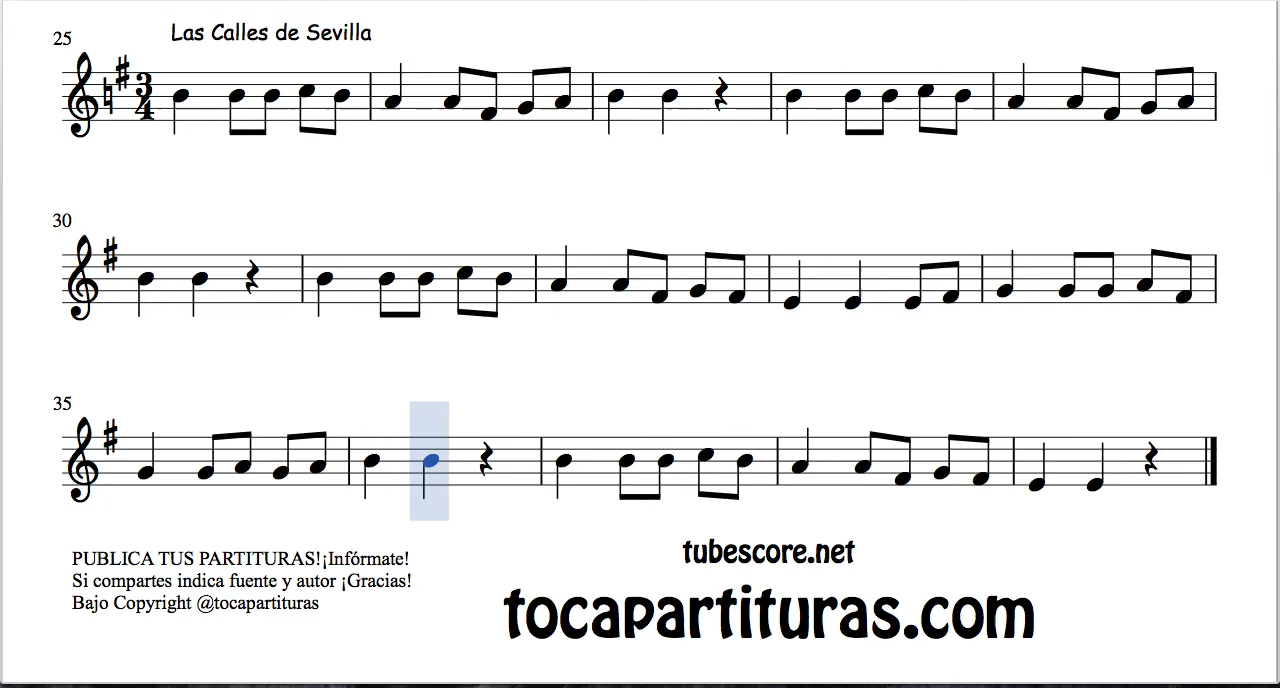 Las Calles de Sevilla
25
3
4
30
35
PUBLICA TUS PARTITURAS!¡Infórmate!
Si compartes indica fuente y autor ¡Gracias!
Bajo Copyright @tocapartituras
tubescore.net
tocapartituras.com